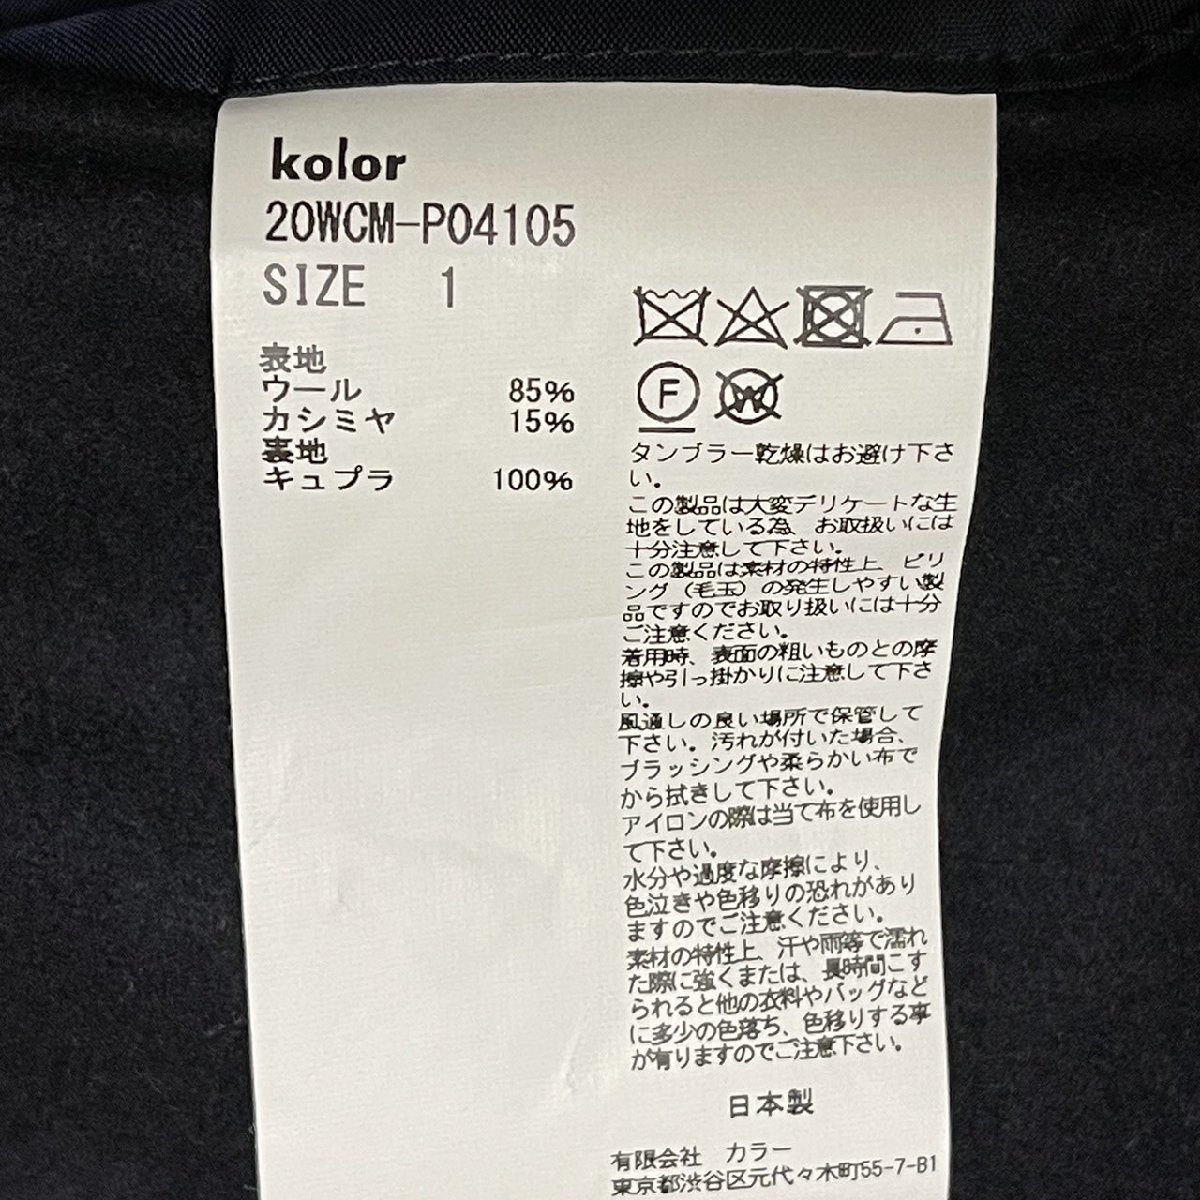 kolor
20WCM-P04105
SIZE 1
表地
ウール 85%
カシミヤ 15%
裏地
キュプラ 100%
F
W
タンブラー乾燥はお避け下さ
い。
この製品は大変デリケートな生
地をしている為、お取扱いには
十分注意して下さい。
この製品は素材の特性上、ピリ
ング(毛玉)の発生しやすい製
品ですのでお取り扱いには十分
ご注意ください。
着用時、表面の粗いものとの摩
擦や引っ掛かりに注意して下さ
い。
風通しの良い場所で保管して
下さい。汚れが付いた場合、
ブラッシングや柔らかい布で
から拭きして下さい。
アイロンの際は当て布を使用し
て下さい。
水分や過度な摩擦により、
色泣きや色移りの恐れがあり
ますのでご注意ください。
素材の特性上、汗や雨等で濡れ
た際に強くまたは、長時間こす
られると他の衣料やバッグなど
に多少の色落ち、色移りする事
が有りますのでご注意下さい。
日本製
有限会社 カラー
東京都渋谷区元代々木町55-7-B1